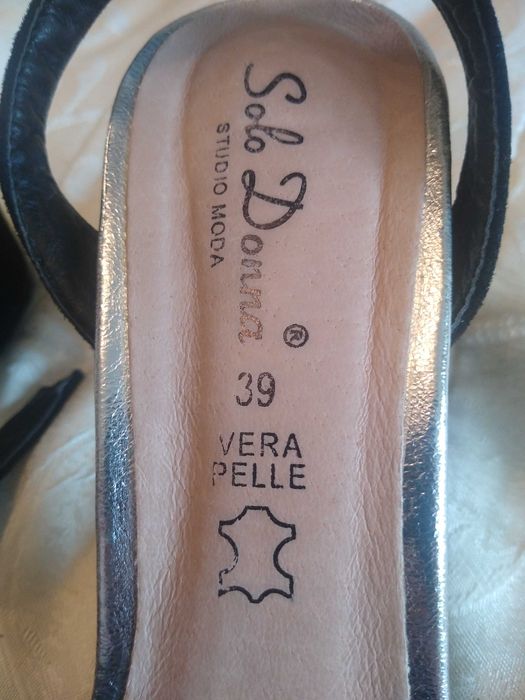 Solo Donna ®
STUDIO MODA
39
VERA
PELLE